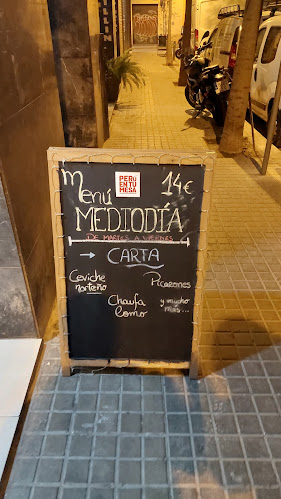 Menú
PERÚ
EN TU
MESA
14€
MEDIODÍA
DE MARTES A VIERNES
→ CARTA
Ceviche
norteño
Picarones
Chaufa
lomo
y mucho
más...